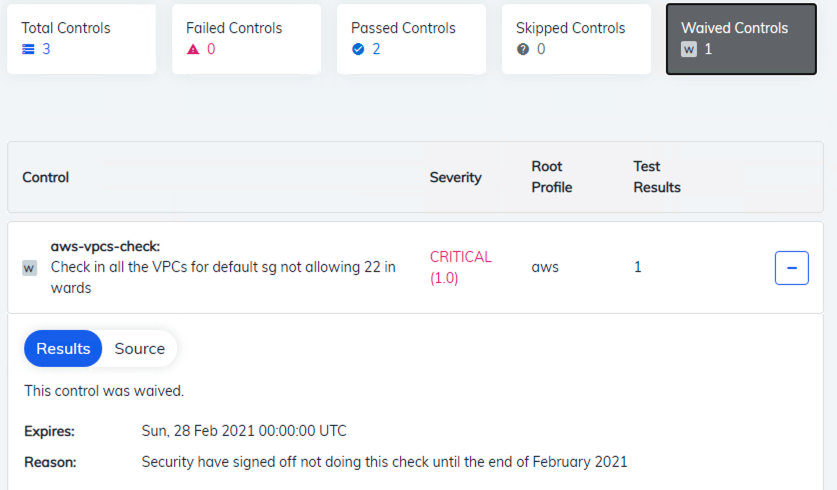 Total Controls
3
Failed Controls
0
Passed Controls
2
Skipped Controls
? 0
Waived Controls
W 1
Control
Severity
Root
Profile
Test
Results
W
aws-vpcs-check:
Check in all the VPCs for default sg not allowing 22 in
wards
CRITICAL
(1.0)
aws
1
Results
Source
This control was waived.
Expires: Sun, 28 Feb 2021 00:00:00 UTC
Reason: Security have signed off not doing this check until the end of February 2021